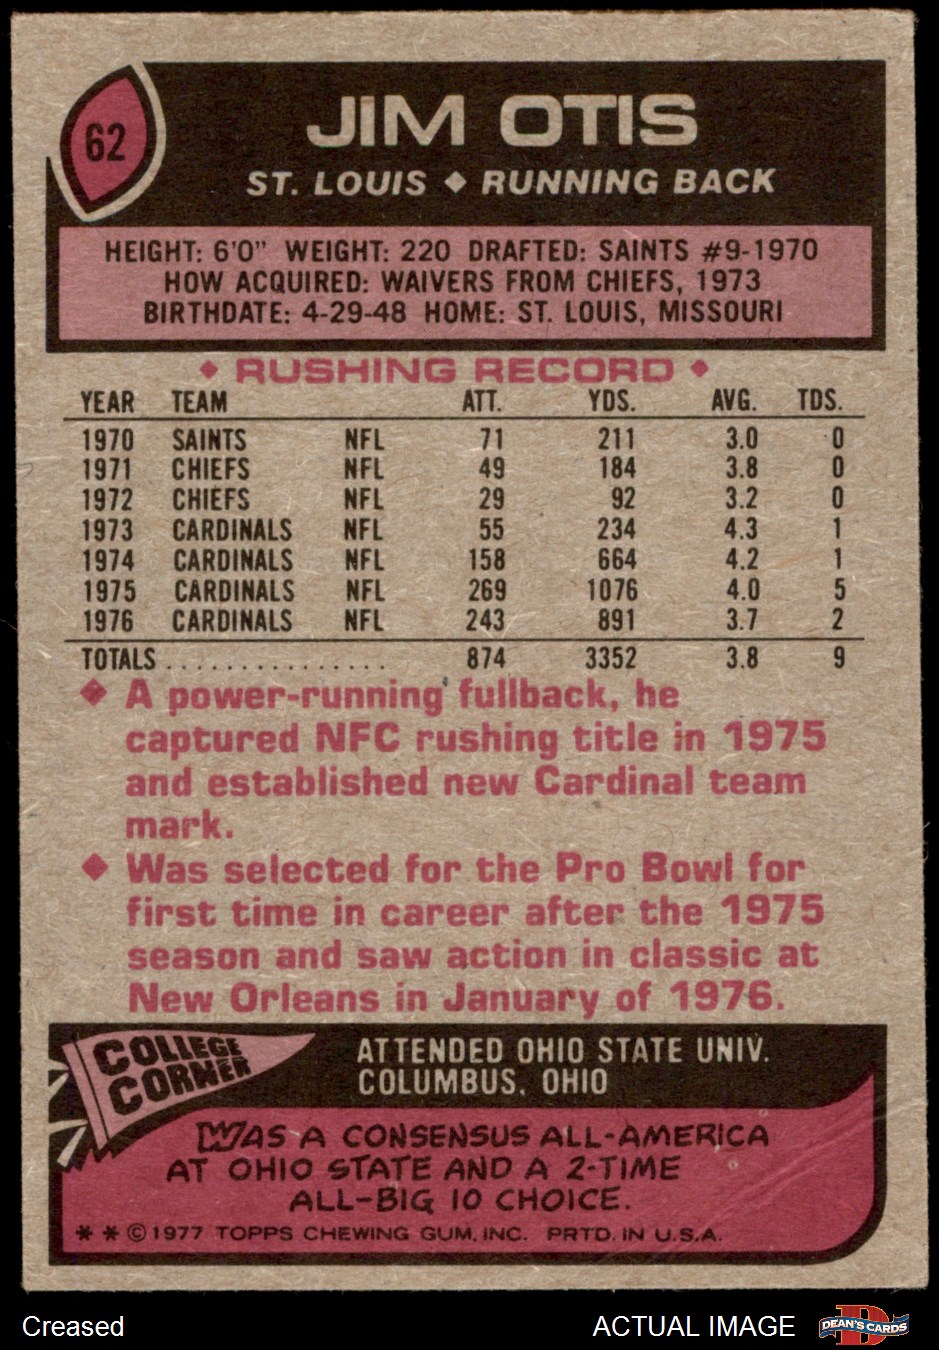 62
JIM OTIS
ST. LOUIS ◆ RUNNING BACK
HEIGHT: 6'0" WEIGHT: 220 DRAFTED: SAINTS #9-1970
HOW ACQUIRED: WAIVERS FROM CHIEFS, 1973
BIRTHDATE: 4-29-48 HOME: ST. LOUIS, MISSOURI
◆ RUSHING RECORD ◆
YEAR TEAM ATT. YDS. AVG. TDS.
1970 SAINTS NFL 71 211 3.0 0
1971 CHIEFS NFL 49 184 3.8 0
1972 CHIEFS NFL 29 92 3.2 0
1973 CARDINALS NFL 55 234 4.3 1
1974 CARDINALS NFL 158 664 4.2 1
1975 CARDINALS NFL 269 1076 4.0 5
1976 CARDINALS NFL 243 891 3.7 2
TOTALS ................ 874 3352 3.8 9
◆ A power-running fullback, he
captured NFC rushing title in 1975
and established new Cardinal team
mark.
◆ Was selected for the Pro Bowl for
first time in career after the 1975
season and saw action in classic at
New Orleans in January of 1976.
COLLEGE
CORNER
ATTENDED OHIO STATE UNIV.
COLUMBUS, OHIO
WAS A CONSENSUS ALL-AMERICA
AT OHIO STATE AND A 2-TIME
ALL-BIG 10 CHOICE.
* * © 1977 TOPPS CHEWING GUM, INC. PRTD. IN U.S.A.
Creased
ACTUAL IMAGE
D
DEAN'S CARDS